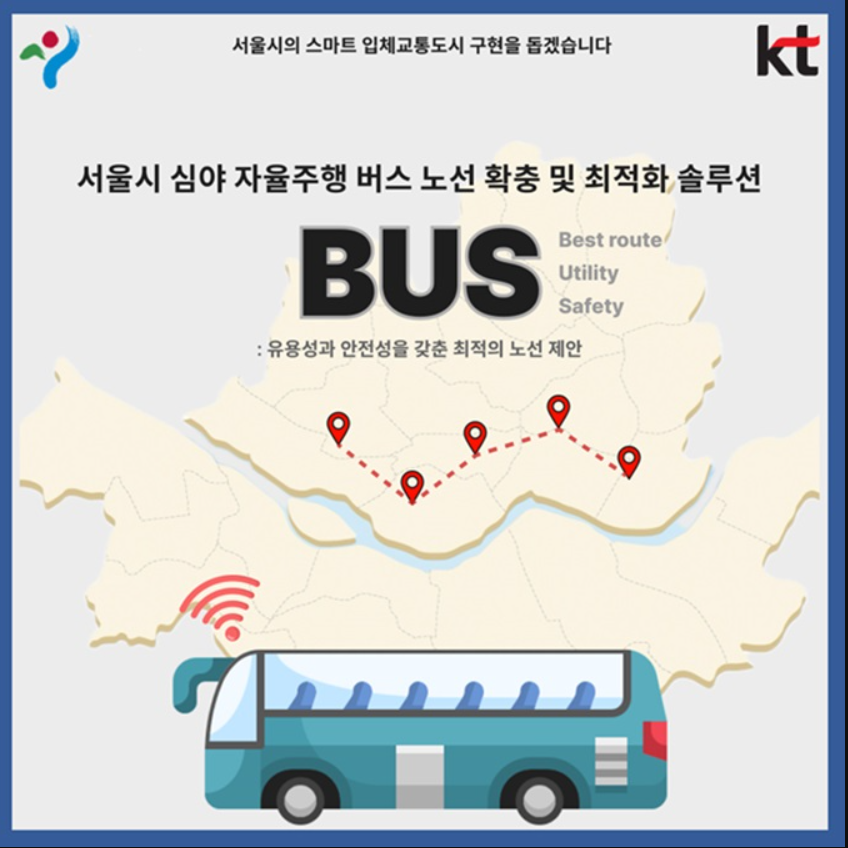 서울시의 스마트 입체교통도시 구현을 돕겠습니다
kt
서울시 심야 자율주행 버스 노선 확충 및 최적화 솔루션
BUS
Best route
Utility
Safety
: 유용성과 안전성을 갖춘 최적의 노선 제안